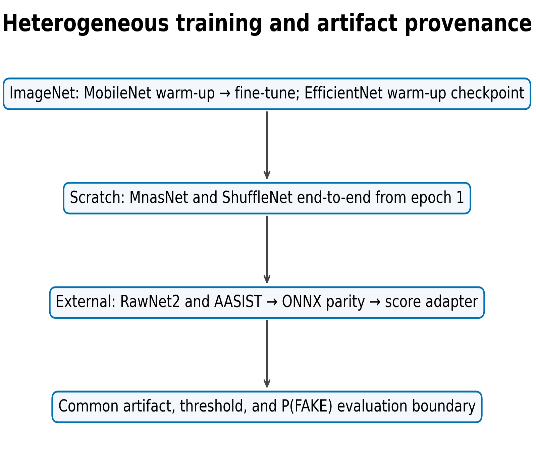 Heterogeneous training and artifact provenance
ImageNet: MobileNet warm-up → fine-tune; EfficientNet warm-up checkpoint
Scratch: MnasNet and ShuffleNet end-to-end from epoch 1
External: RawNet2 and AASIST → ONNX parity → score adapter
Common artifact, threshold, and P(FAKE) evaluation boundary